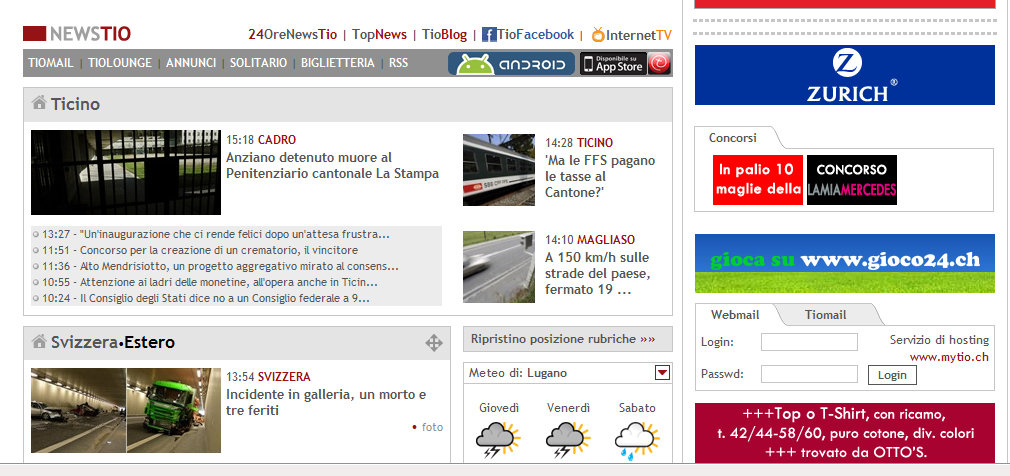 NEWSTIO
24OreNewsTio | TopNews | TioBlog | TioFacebook | InternetTV
TIOMAIL | TIOLOUNGE | ANNUNCI | SOLITARIO | BIGLIETTERIA | RSS
ANDROID
Disponibile su
App Store
Ticino
15:18 CADRO
Anziano detenuto muore al
Penitenziario cantonale La Stampa
13:27 - "Un'inaugurazione che ci rende felici dopo un'attesa frustra...
11:51 - Concorso per la creazione di un crematorio, il vincitore
11:36 - Alto Mendrisiotto, un progetto aggregativo mirato al consens...
10:55 - Attenzione ai ladri delle monetine, all'opera anche in Ticin...
10:24 - Il Consiglio degli Stati dice no a un Consiglio federale a 9...
14:28 TICINO
'Ma le FFS pagano
le tasse al
Cantone?'
14:10 MAGLIASO
A 150 km/h sulle
strade del paese,
fermato 19 ...
Svizzera•Estero
13:54 SVIZZERA
Incidente in galleria, un morto e
tre feriti
• foto
Ripristino posizione rubriche »»
Meteo di: Lugano
Giovedì Venerdì Sabato
ZURICH®
Concorsi
In palio 10
maglie della
CONCORSO
LAMIAMERCEDES
gioca su www.gioco24.ch
Webmail Tiomail
Login:
Passwd:
Servizio di hosting
www.mytio.ch
Login
+++Top o T-Shirt, con ricamo,
t. 42/44-58/60, puro cotone, div. colori
+++ trovato da OTTO'S.